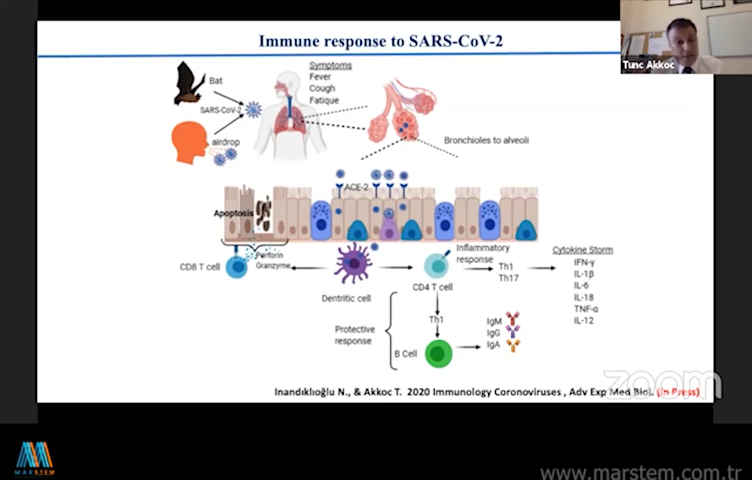 Immune response to SARS-CoV-2
Tunc Akkoc
Bat
SARS-CoV-2
airdrop
Symptoms
Fever
Cough
Fatique
Bronchioles to alveoli
ACE-2
Apoptosis
CD8 T cell
Perforin
Granzyme
Dentritic cell
CD4 T cell
Inflammatory
response
Th1
Th17
Cytokine Storm
IFN-γ
IL-1β
IL-6
IL-18
TNF-α
IL-12
Protective
response
Th1
B Cell
IgM
IgG
IgA
Inandıklıoğlu N., & Akkoc T. 2020 Immunology Coronoviruses , Adv Exp Med Biol. (In Press)
zoom
MARSTEM
www.marstem.com.tr